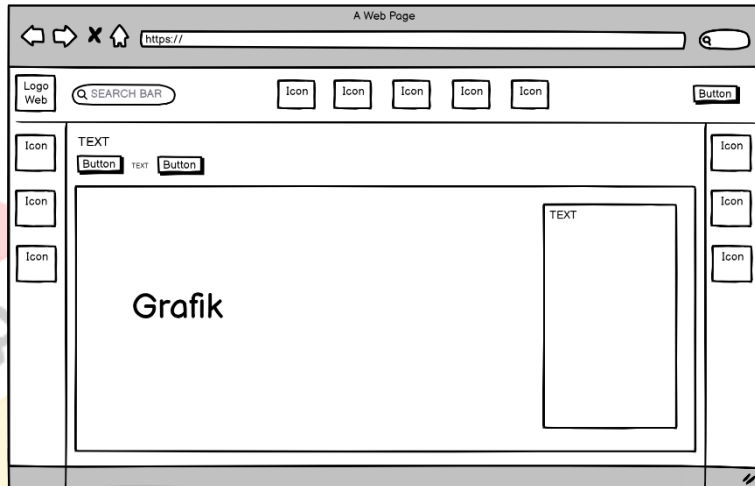 A Web Page
https://
Logo
Web
SEARCH BAR
Icon Icon Icon Icon Icon
Button
Icon
Icon
Icon
TEXT
Button TEXT Button
Grafik
TEXT
Icon
Icon
Icon